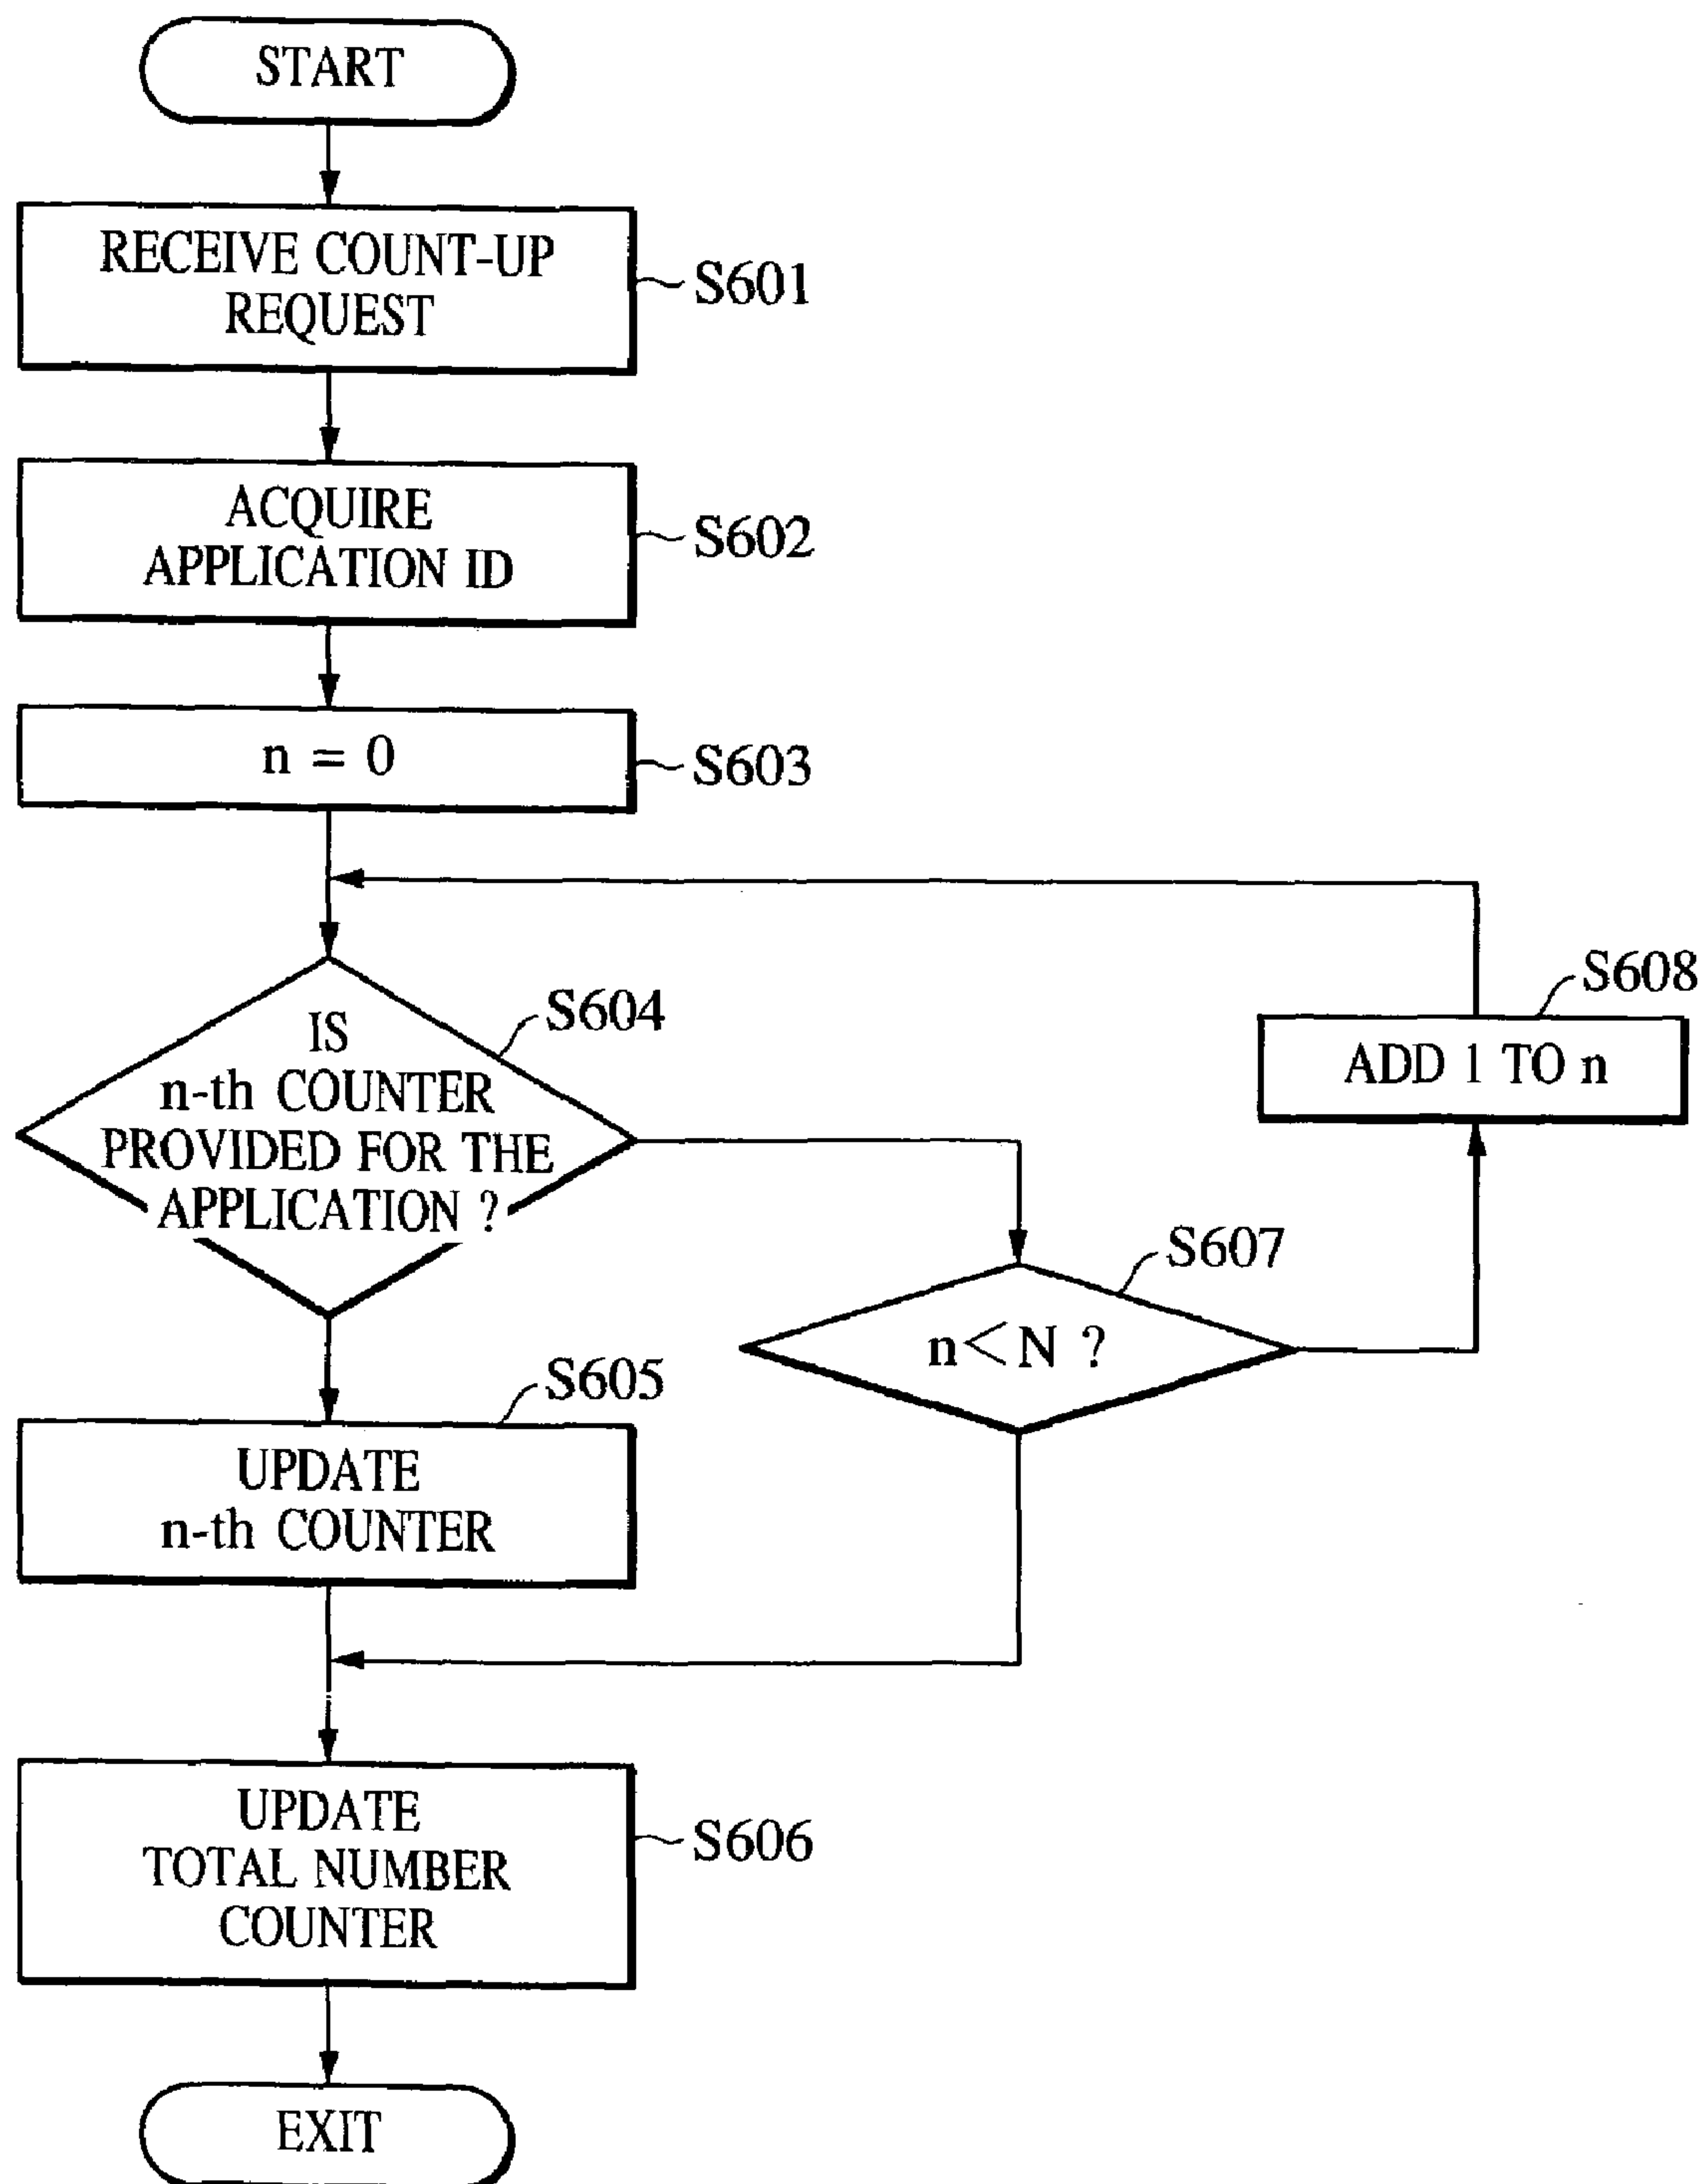 START
RECEIVE COUNT-UP
REQUEST
S601
ACQUIRE
APPLICATION ID
S602
n = 0
S603
IS
n-th COUNTER
PROVIDED FOR THE
APPLICATION ?
S604
S608
ADD 1 TO n
S607
n<N ?
S605
UPDATE
n-th COUNTER
UPDATE
TOTAL NUMBER
COUNTER
S606
EXIT